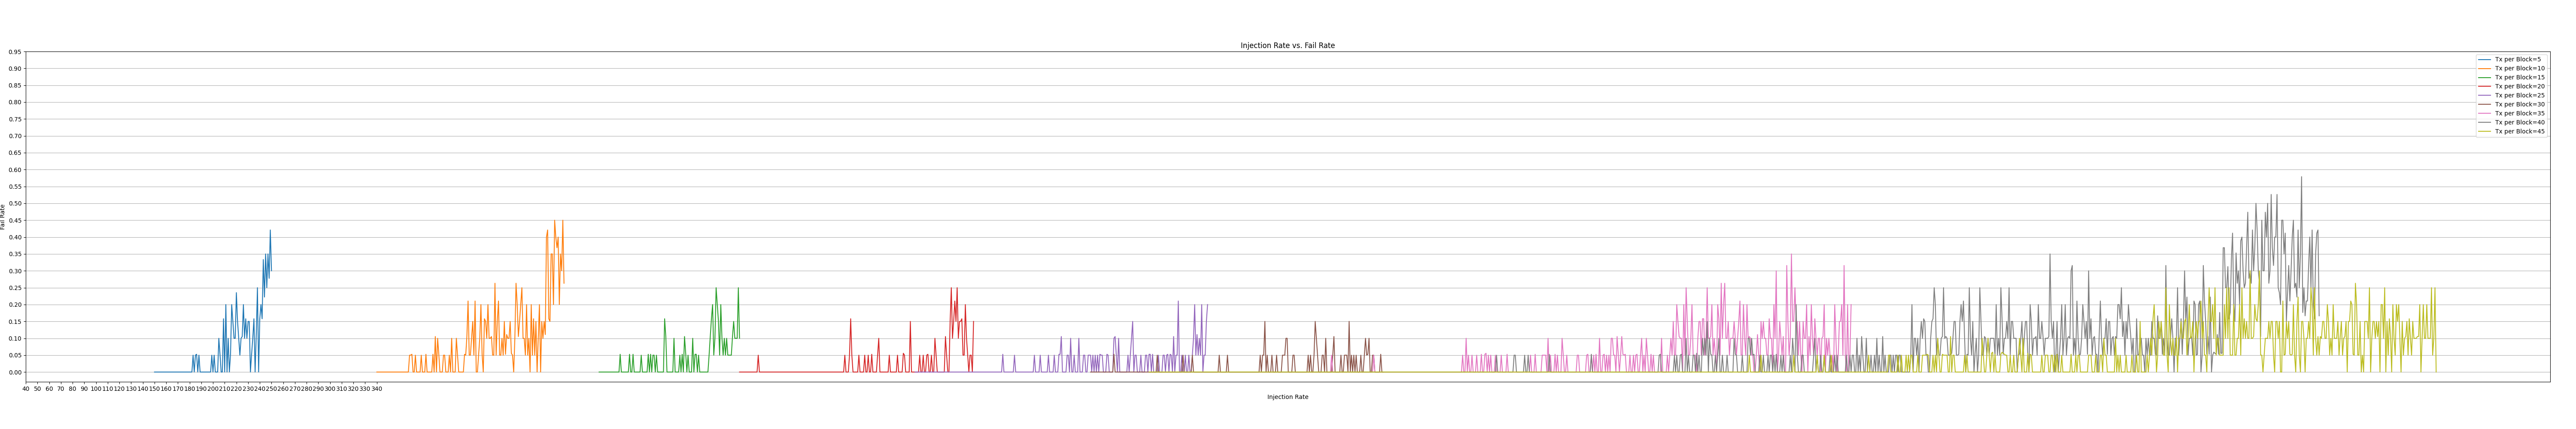 Injection Rate vs. Fail Rate
Fail Rate
0.95
0.90
0.85
0.80
0.75
0.70
0.65
0.60
0.55
0.50
0.45
0.40
0.35
0.30
0.25
0.20
0.15
0.10
0.05
0.00
Tx per Block=5
Tx per Block=10
Tx per Block=15
Tx per Block=20
Tx per Block=25
Tx per Block=30
Tx per Block=35
Tx per Block=40
Tx per Block=45
40 50 60 70 80 90 100 110 120 130 140 150 160 170 180 190 200 210 220 230 240 250 260 270 280 290 300 310 320 330 340
Injection Rate